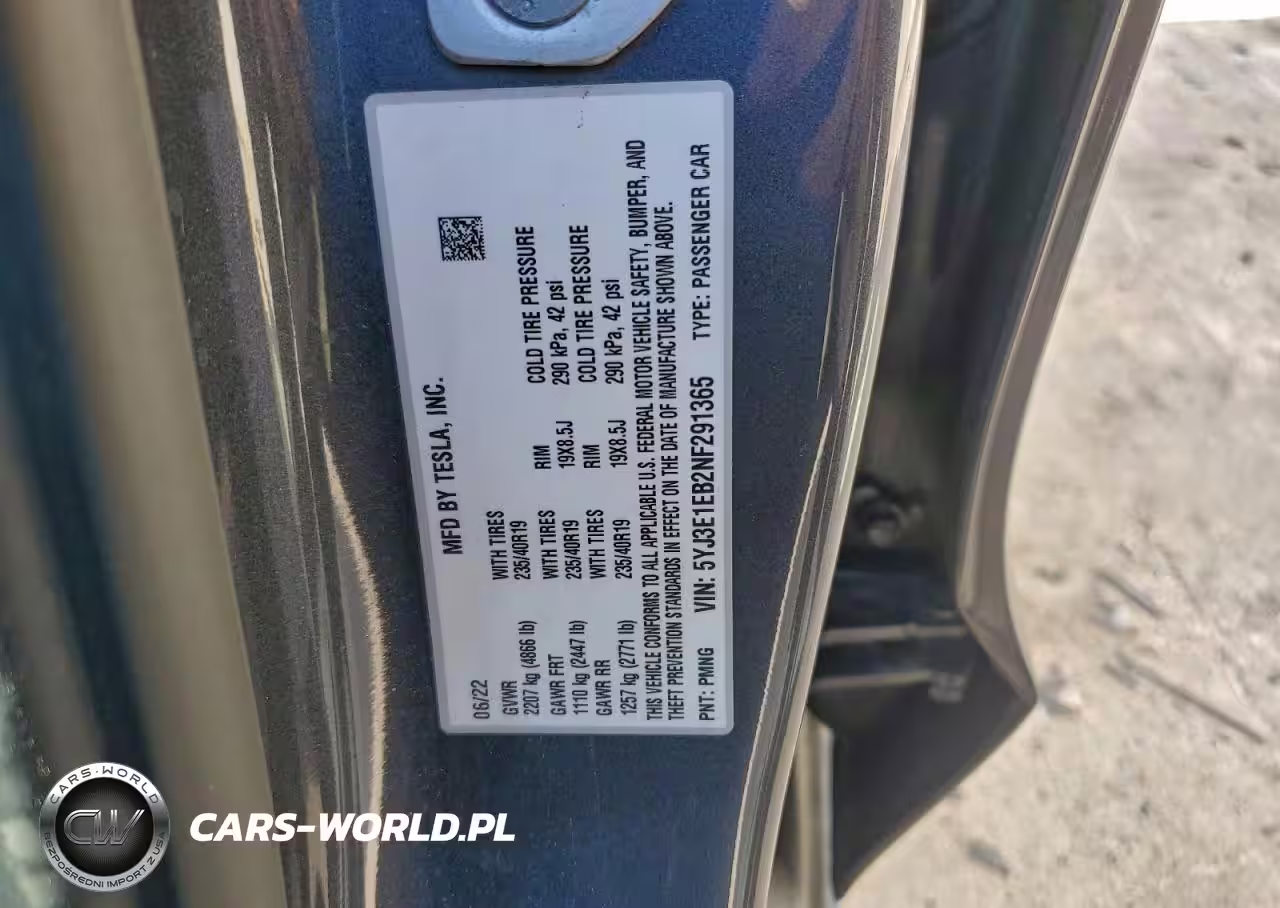 MFD BY TESLA, INC.
06/22
GVWR WITH TIRES RIM COLD TIRE PRESSURE
2207 kg (4866 lb) 235/40R19 19X8.5J 290 kPa, 42 psi
GAWR FRT WITH TIRES RIM COLD TIRE PRESSURE
1110 kg (2447 lb) 235/40R19 19X8.5J 290 kPa, 42 psi
GAWR RR WITH TIRES
1257 kg (2771 lb) 235/40R19
THIS VEHICLE CONFORMS TO ALL APPLICABLE U.S. FEDERAL MOTOR VEHICLE SAFETY, BUMPER, AND
THEFT PREVENTION STANDARDS IN EFFECT ON THE DATE OF MANUFACTURE SHOWN ABOVE.
PNT: PMNG VIN: 5YJ3E1EB2NF291365 TYPE: PASSENGER CAR
CARS-WORLD
CW
BEZPOŚREDNI IMPORT Z USA
CARS-WORLD.PL